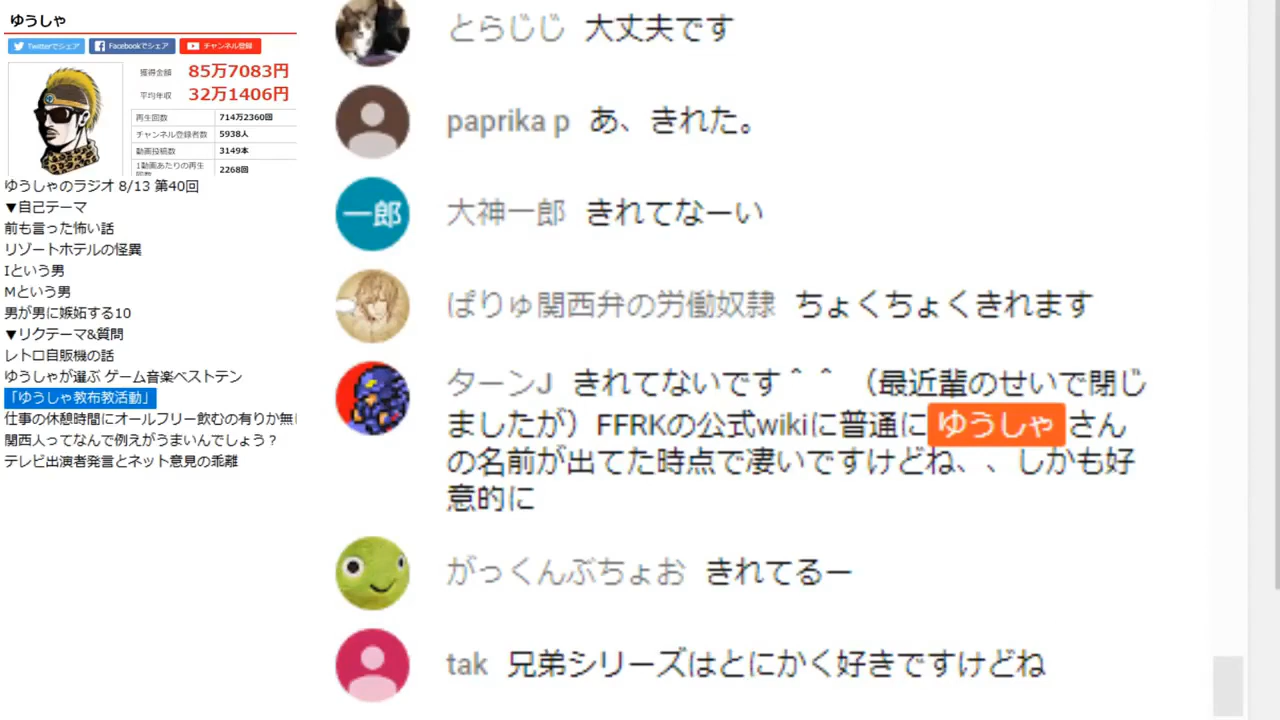 ゆうしゃ
Twitterでシェア Facebookでシェア チャンネル登録
獲得金額 85万7083円
平均年収 32万1406円
再生回数 714万2360回
チャンネル登録者数 5938人
動画投稿数 3149本
1動画あたりの再生 2268回
ゆうしゃのラジオ 8/13 第40回
▼自己テーマ
前も言った怖い話
リゾートホテルの怪異
Iという男
Mという男
男が男に嫉妬する10
▼リクテーマ&質問
レトロ自販機の話
ゆうしゃが選ぶ ゲーム音楽ベストテン
「ゆうしゃ教布教活動」
仕事の休憩時間にオールフリー飲むの有りか無
関西人ってなんで例えがうまいんでしょう？
テレビ出演者発言とネット意見の乖離
とらじじ 大丈夫です
paprika p あ、きれた。
一郎
大神一郎 きれてなーい
ぱりゅ関西弁の労働奴隷 ちょくちょくきれます
ターンJ きれてないです＾＾ （最近輩のせいで閉じ
ましたが）FFRKの公式wikiに普通に ゆうしゃ さん
の名前が出てた時点で凄いですけどね、、しかも好
意的に
がっくんぶちょお きれてるー
tak 兄弟シリーズはとにかく好きですけどね